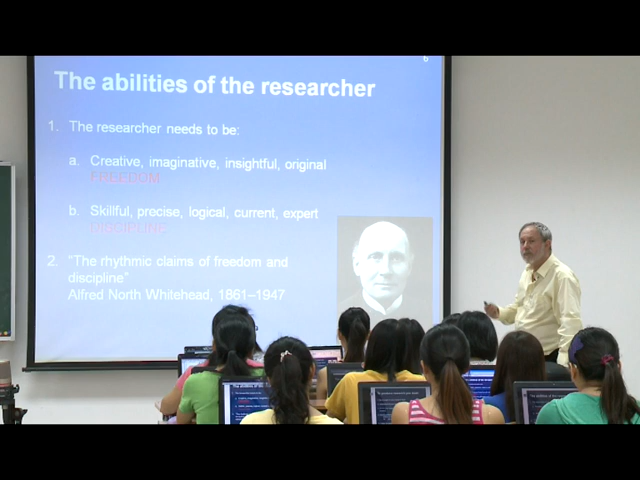 6
The abilities of the researcher
1. The researcher needs to be:
a. Creative, imaginative, insightful, original
FREEDOM
b. Skillful, precise, logical, current, expert
DISCIPLINE
2. "The rhythmic claims of freedom and
discipline"
Alfred North Whitehead, 1861–1947